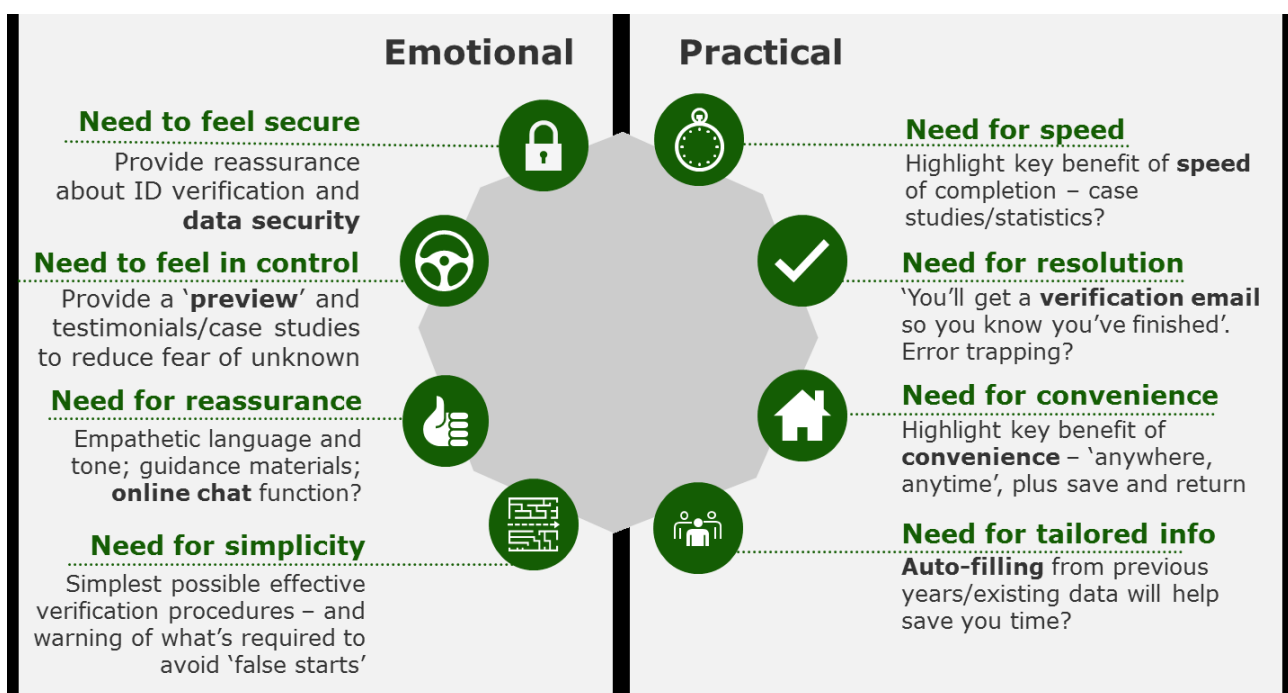 Emotional
Need to feel secure
Provide reassurance
about ID verification and
data security
Need to feel in control
Provide a ‘preview’ and
testimonials/case studies
to reduce fear of unknown
Need for reassurance
Empathetic language and
tone; guidance materials;
online chat function?
Need for simplicity
Simplest possible effective
verification procedures – and
warning of what’s required to
avoid ‘false starts’
Practical
Need for speed
Highlight key benefit of speed
of completion – case
studies/statistics?
Need for resolution
‘You’ll get a verification email
so you know you’ve finished’.
Error trapping?
Need for convenience
Highlight key benefit of
convenience – ‘anywhere,
anytime’, plus save and return
Need for tailored info
Auto-filling from previous
years/existing data will help
save you time?